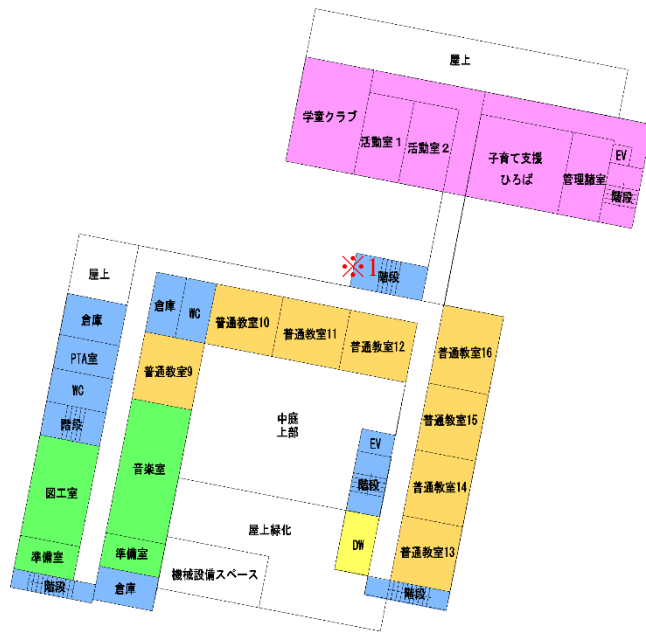 屋上
学童クラブ
活動室1
活動室2
子育て支援
ひろば
管理諸室
EV
階段
※1
階段
屋上
倉庫
PTA室
WC
階段
図工室
準備室
階段
倉庫
WC
普通教室10
普通教室11
普通教室12
普通教室9
音楽室
準備室
倉庫
中庭
上部
屋上緑化
機械設備スペース
EV
階段
DW
普通教室16
普通教室15
普通教室14
普通教室13
階段